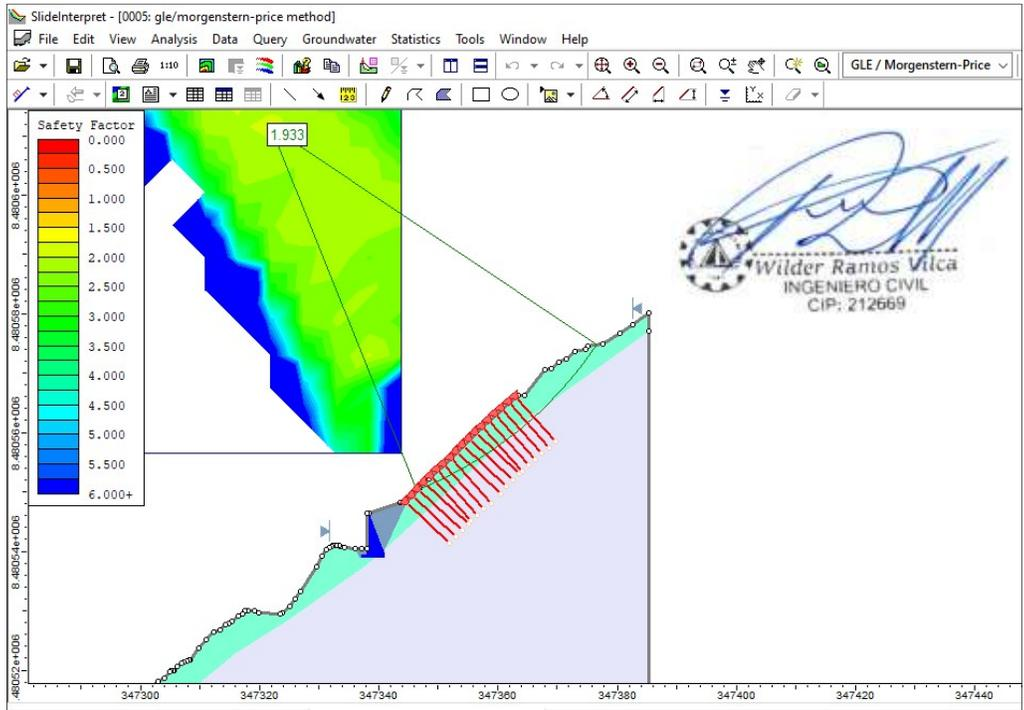 SlideInterpret - [0005: gle/morgenstern-price method]
File Edit View Analysis Data Query Groundwater Statistics Tools Window Help
1:10
GLE / Morgenstern-Price
Safety Factor
0.000
0.500
1.000
1.500
2.000
2.500
3.000
3.500
4.000
4.500
5.000
5.500
6.000+
1.933
Wilder Ramos Vilca
INGENIERO CIVIL
CIP: 212669
8.4806e+006
8.48058e+006
8.48056e+006
8.48054e+006
48052e+006
347300 347320 347340 347360 347380 347400 347420 347440